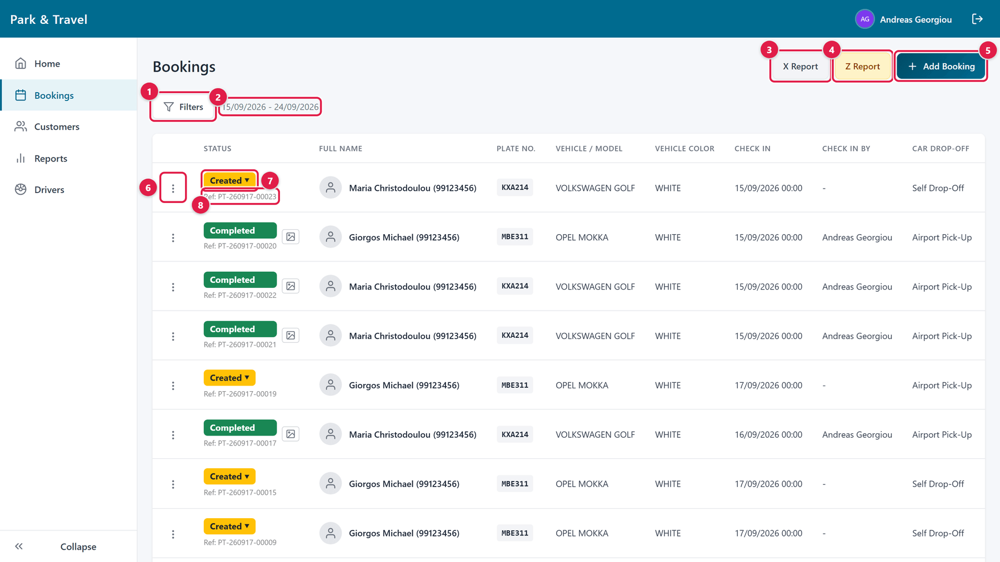 Park & Travel
AG Andreas Georgiou
Home
Bookings
Customers
Reports
Drivers
Collapse
Bookings
3 X Report 4 Z Report 5 + Add Booking
1 Filters 2 15/09/2026 - 24/09/2026
STATUS FULL NAME PLATE NO. VEHICLE / MODEL VEHICLE COLOR CHECK IN CHECK IN BY CAR DROP-OFF
6 Created ▼ 7 Maria Christodoulou (99123456) KXA214 VOLKSWAGEN GOLF WHITE 15/09/2026 00:00 - Self Drop-Off
8 Ref: PT-260917-00023
Completed Giorgos Michael (99123456) MBE311 OPEL MOKKA WHITE 15/09/2026 00:00 Andreas Georgiou Airport Pick-Up
Ref: PT-260917-00020
Completed Maria Christodoulou (99123456) KXA214 VOLKSWAGEN GOLF WHITE 15/09/2026 00:00 Andreas Georgiou Airport Pick-Up
Ref: PT-260917-00022
Completed Maria Christodoulou (99123456) KXA214 VOLKSWAGEN GOLF WHITE 15/09/2026 00:00 Andreas Georgiou Airport Pick-Up
Ref: PT-260917-00021
Created ▼ Giorgos Michael (99123456) MBE311 OPEL MOKKA WHITE 17/09/2026 00:00 - Airport Pick-Up
Ref: PT-260917-00019
Completed Maria Christodoulou (99123456) KXA214 VOLKSWAGEN GOLF WHITE 16/09/2026 00:00 Andreas Georgiou Airport Pick-Up
Ref: PT-260917-00017
Created ▼ Giorgos Michael (99123456) MBE311 OPEL MOKKA WHITE 17/09/2026 00:00 - Self Drop-Off
Ref: PT-260917-00015
Created ▼ Giorgos Michael (99123456) MBE311 OPEL MOKKA WHITE 17/09/2026 00:00 - Self Drop-Off
Ref: PT-260917-00009